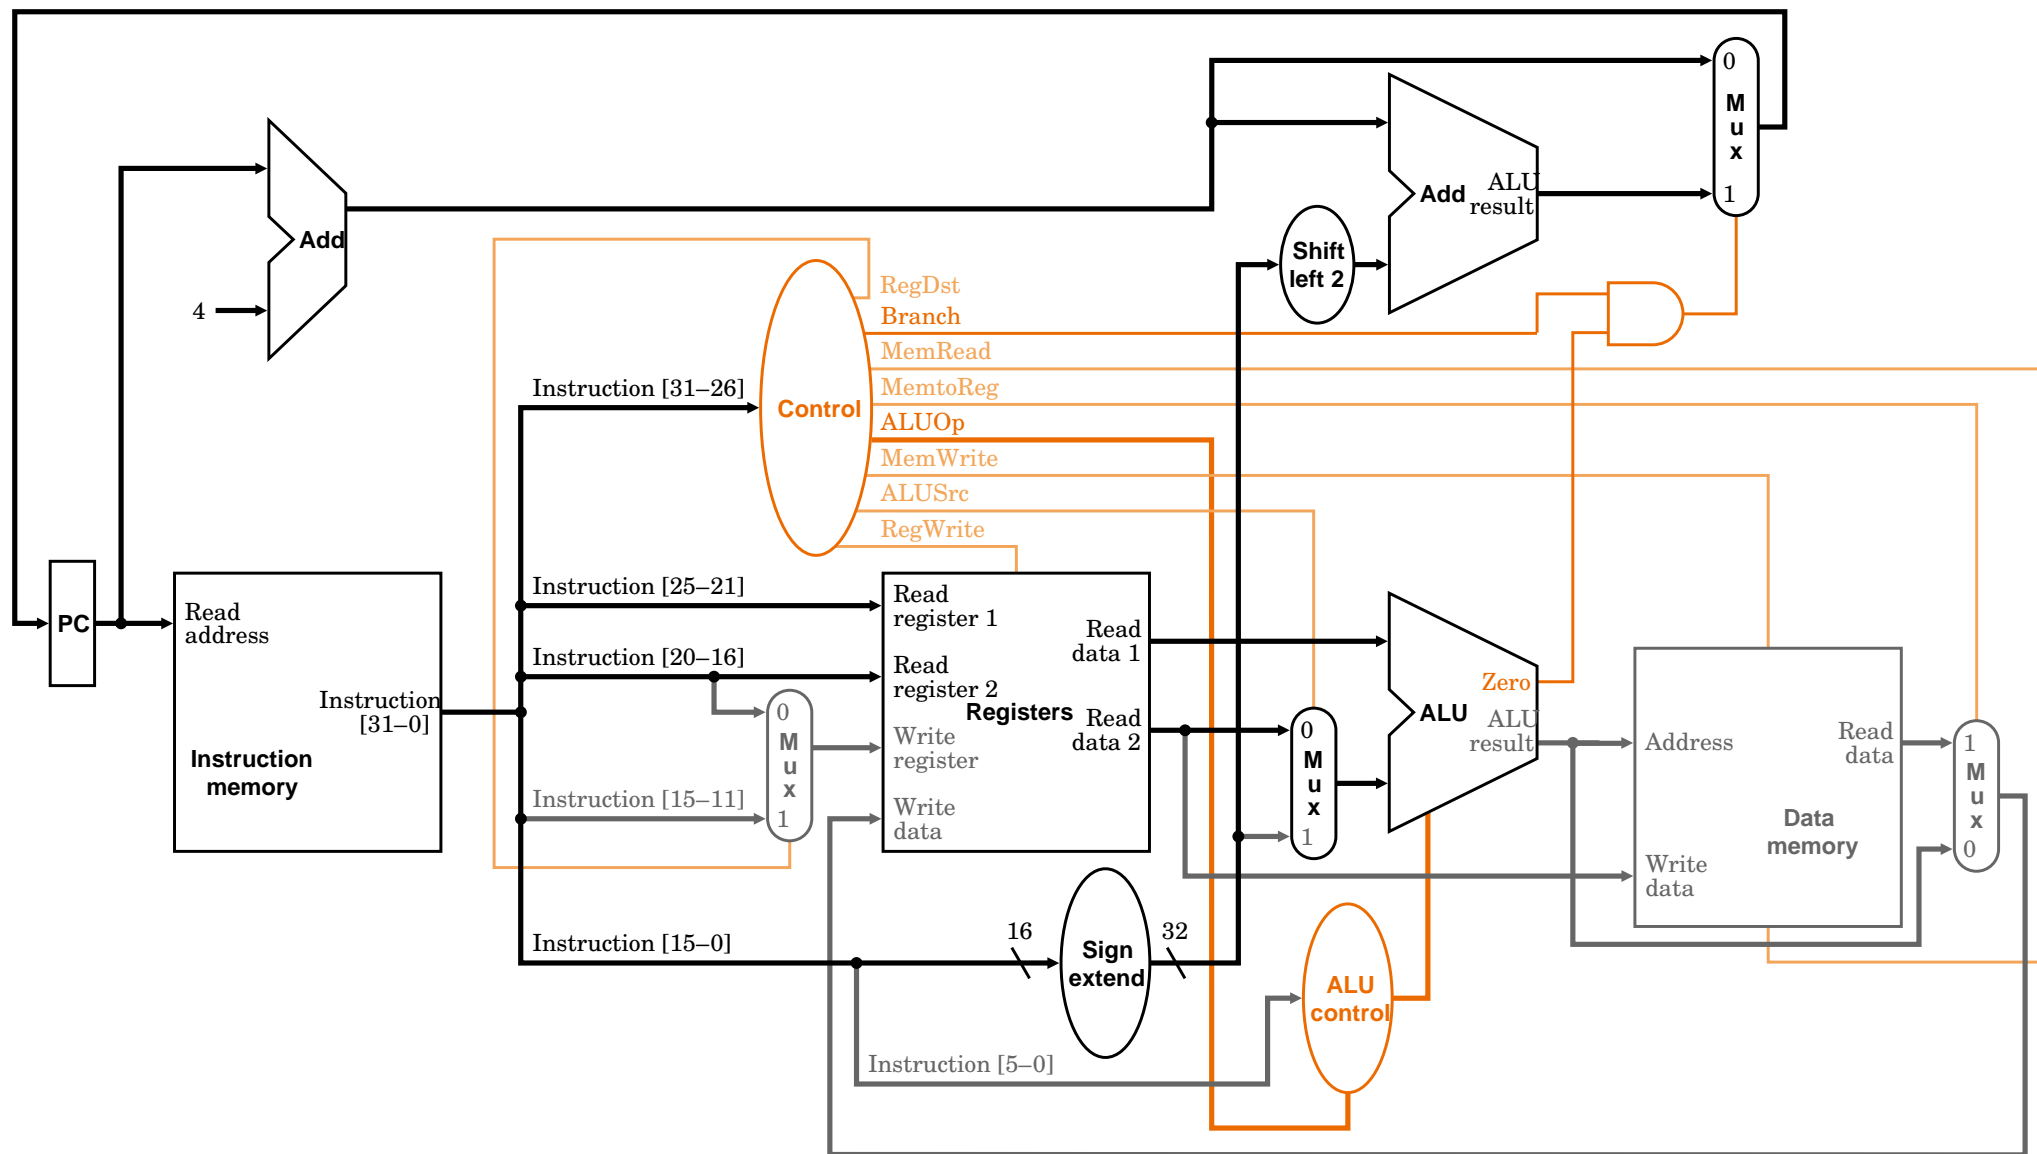 0
M
u
x
1
Add
ALU
result
Shift
left 2
Add
4
RegDst
Branch
MemRead
MemtoReg
ALUOp
MemWrite
ALUSrc
RegWrite
Control
Instruction [31–26]
PC
Read
address
Instruction
[31–0]
Instruction
memory
Instruction [25–21]
Instruction [20–16]
Instruction [15–11]
Instruction [15–0]
Instruction [5–0]
0
M
u
x
1
Read
register 1
Read
register 2
Registers
Write
register
Write
data
Read
data 1
Read
data 2
0
M
u
x
1
Zero
ALU
ALU
result
Address
Read
data
Data
memory
Write
data
1
M
u
x
0
16
Sign
extend
32
ALU
control